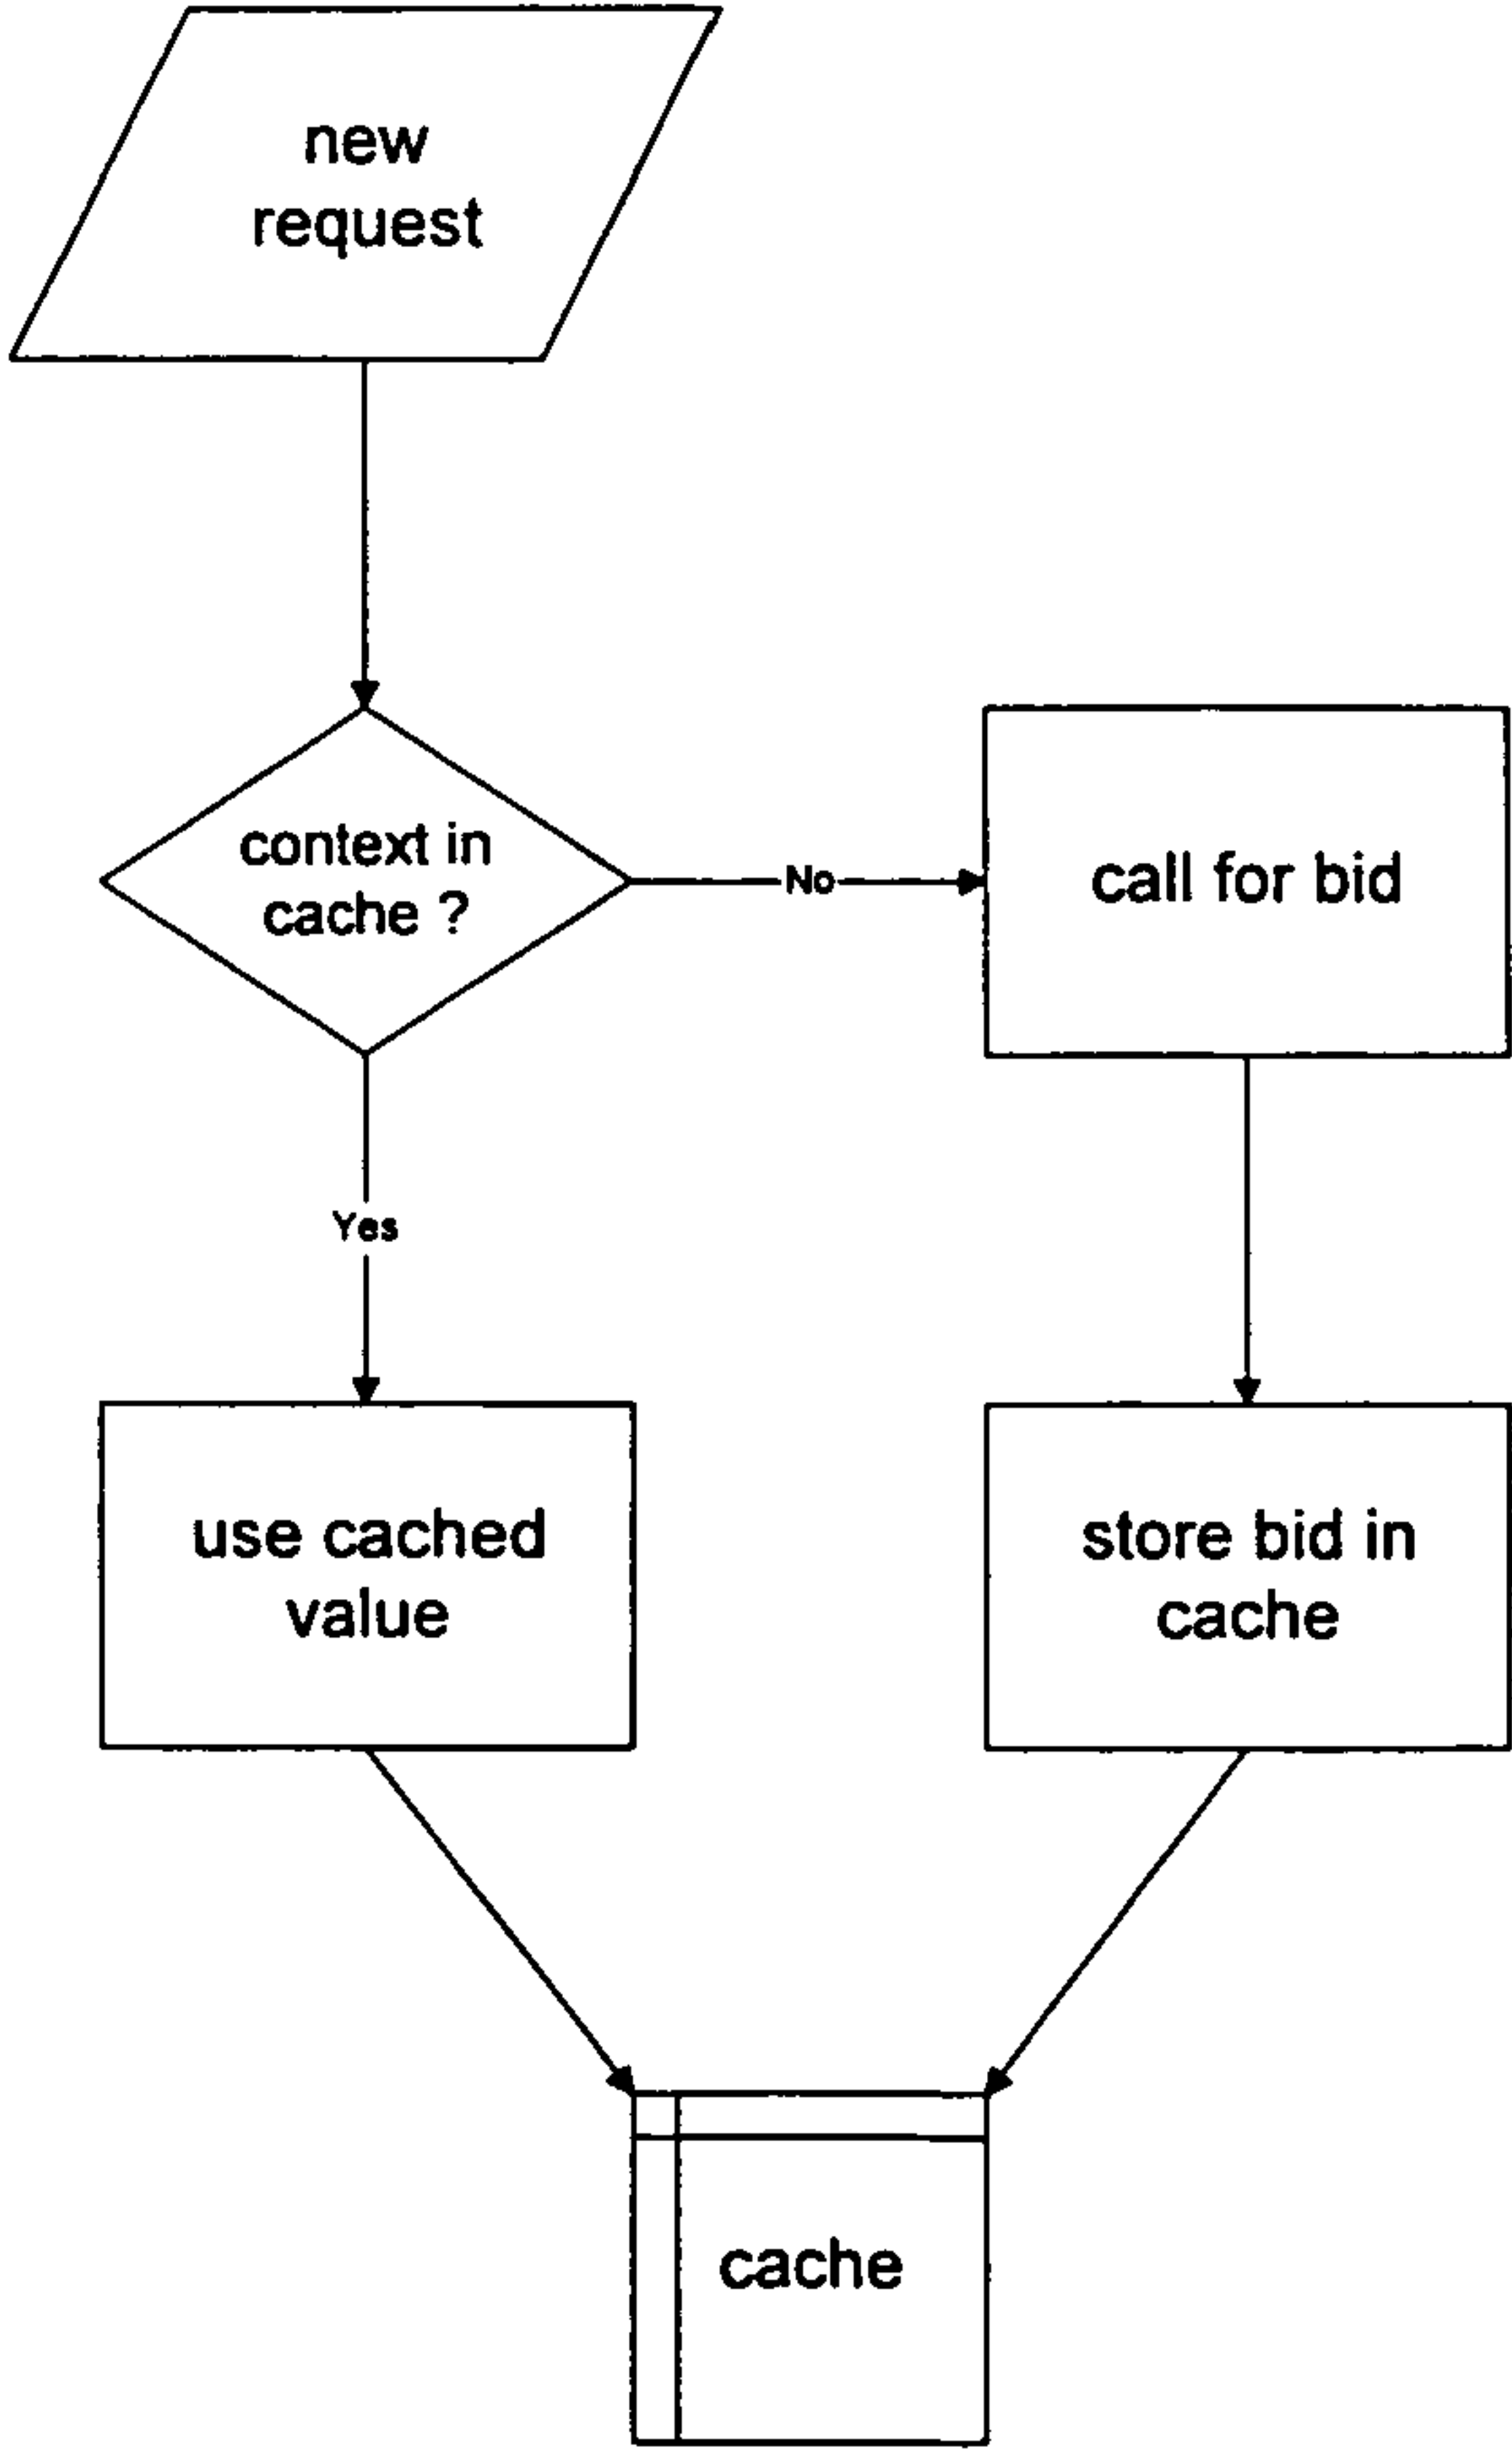 new
request
context in
cache ?
No
call for bid
Yes
use cached
value
store bid in
cache
cache